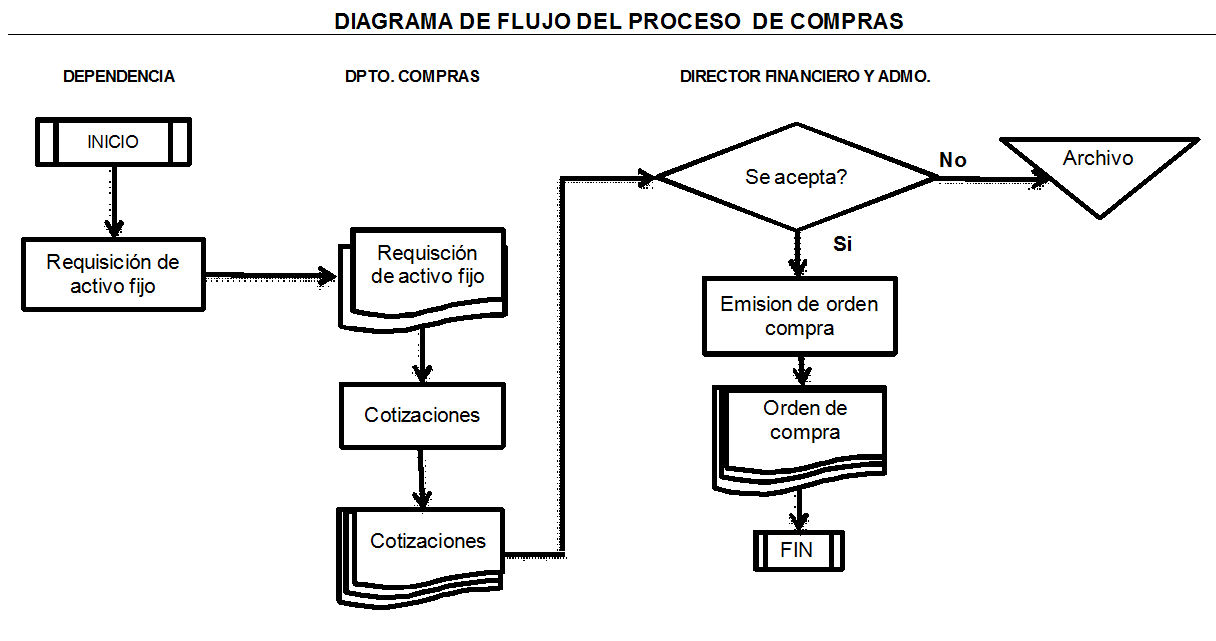 DIAGRAMA DE FLUJO DEL PROCESO DE COMPRAS
DEPENDENCIA
DPTO. COMPRAS
DIRECTOR FINANCIERO Y ADMO.
INICIO
Requisición de
activo fijo
Requisción
de activo fijo
Cotizaciones
Cotizaciones
Se acepta?
No
Archivo
Si
Emision de orden
compra
Orden de
compra
FIN